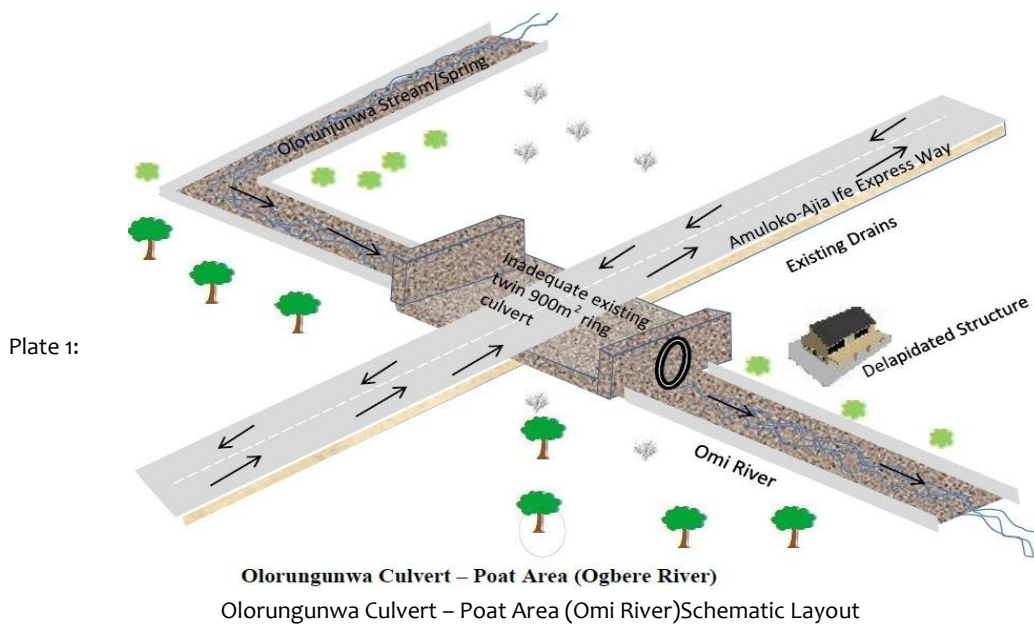 Olorunjunwa Stream/Spring
Amuloko-Ajia Ife Express Way
Existing Drains
Inadequate existing
twin 900m² ring
culvert
Delapidated Structure
Plate 1:
Omi River
Olorungunwa Culvert – Poat Area (Ogbere River)
Olorungunwa Culvert – Poat Area (Omi River)Schematic Layout